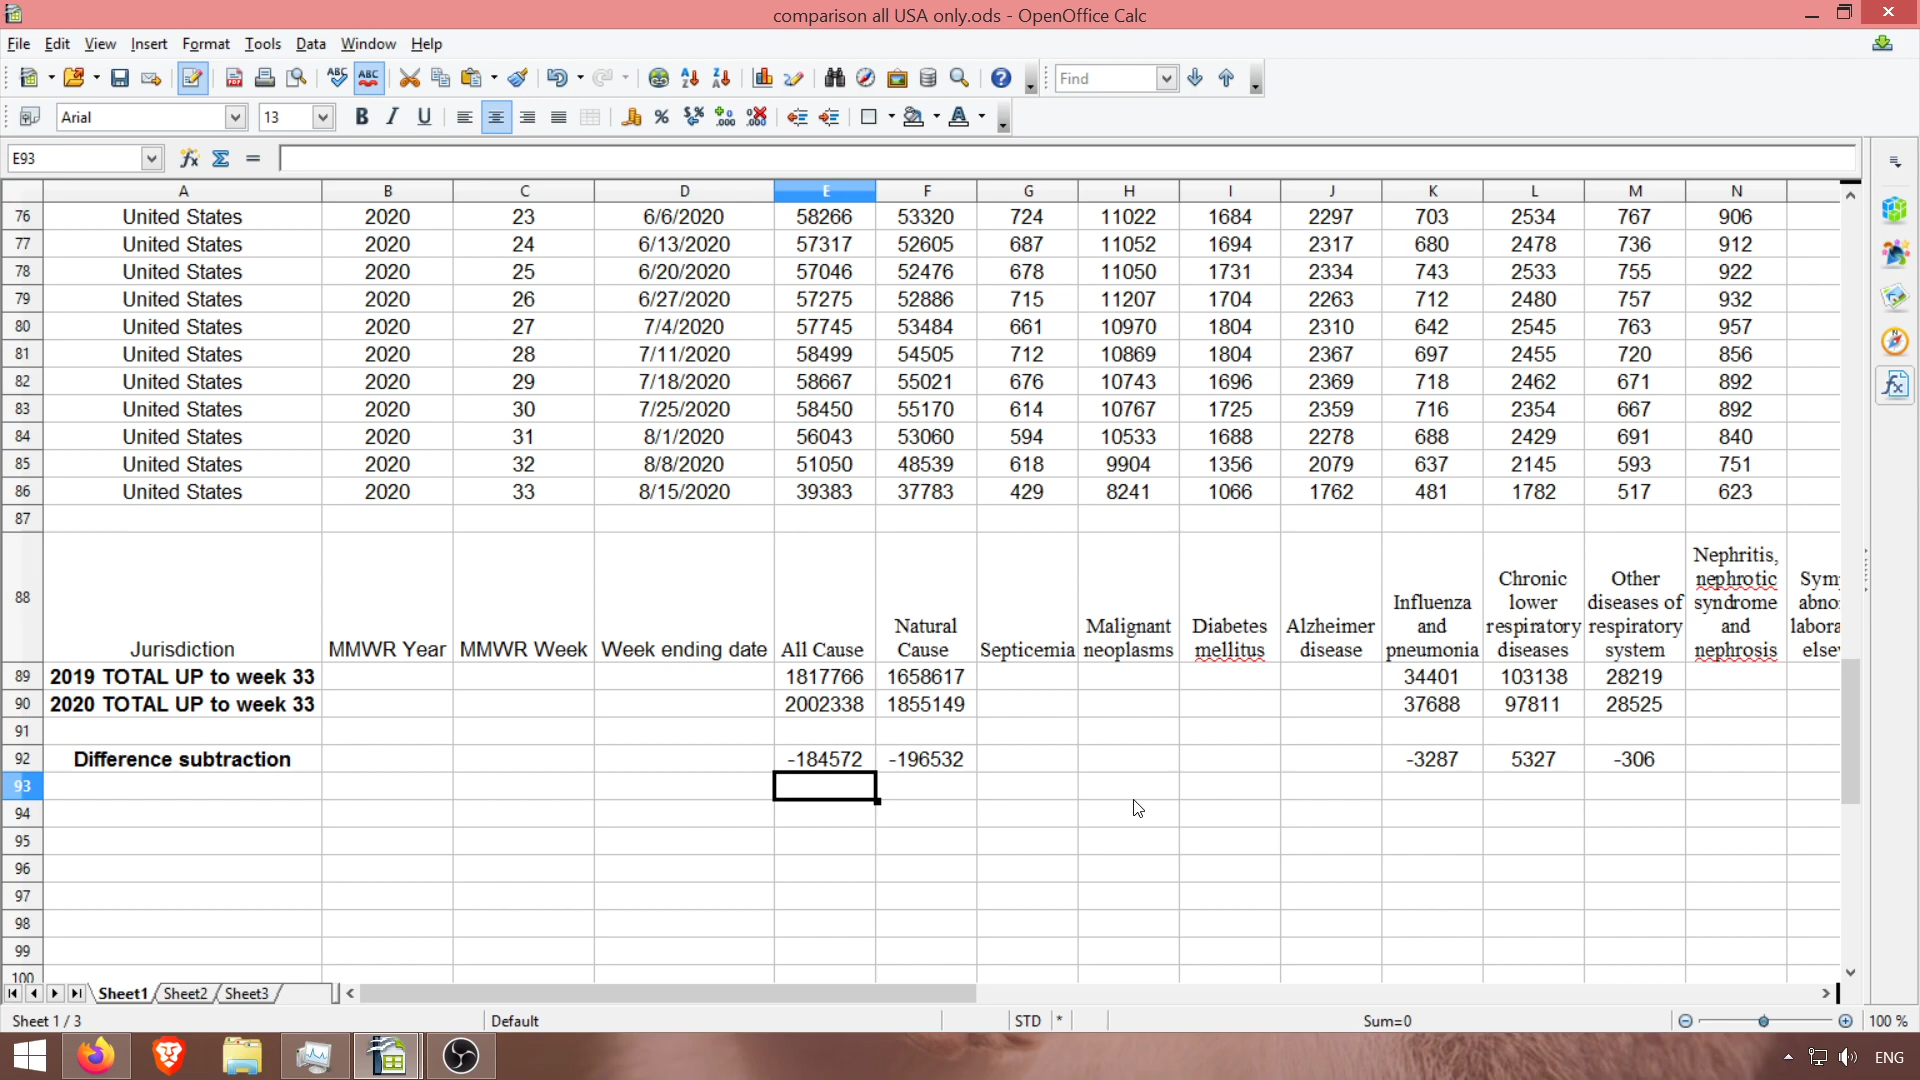 comparison all USA only.ods - OpenOffice Calc
File Edit View Insert Format Tools Data Window Help
Find
Arial 13
E93
A B C D E F G H I J K L M N
76 United States 2020 23 6/6/2020 58266 53320 724 11022 1684 2297 703 2534 767 906
77 United States 2020 24 6/13/2020 57317 52605 687 11052 1694 2317 680 2478 736 912
78 United States 2020 25 6/20/2020 57046 52476 678 11050 1731 2334 743 2533 755 922
79 United States 2020 26 6/27/2020 57275 52886 715 11207 1704 2263 712 2480 757 932
80 United States 2020 27 7/4/2020 57745 53484 661 10970 1804 2310 642 2545 763 957
81 United States 2020 28 7/11/2020 58499 54505 712 10869 1804 2367 697 2455 720 856
82 United States 2020 29 7/18/2020 58667 55021 676 10743 1696 2369 718 2462 671 892
83 United States 2020 30 7/25/2020 58450 55170 614 10767 1725 2359 716 2354 667 892
84 United States 2020 31 8/1/2020 56043 53060 594 10533 1688 2278 688 2429 691 840
85 United States 2020 32 8/8/2020 51050 48539 618 9904 1356 2079 637 2145 593 751
86 United States 2020 33 8/15/2020 39383 37783 429 8241 1066 1762 481 1782 517 623
87
Nephritis,
Chronic Other nephrotic Sym
88 Influenza lower diseases of syndrome abno
Natural Malignant Diabetes Alzheimer and respiratory respiratory and labora
Jurisdiction MMWR Year MMWR Week Week ending date All Cause Cause Septicemia neoplasms mellitus disease pneumonia diseases system nephrosis else
89 2019 TOTAL UP to week 33 1817766 1658617 34401 103138 28219
90 2020 TOTAL UP to week 33 2002338 1855149 37688 97811 28525
91
92 Difference subtraction -184572 -196532 -3287 5327 -306
93
94
95
96
97
98
99
100
Sheet1 Sheet2 Sheet3
Sheet 1 / 3 Default STD * Sum=0 100 %
ENG